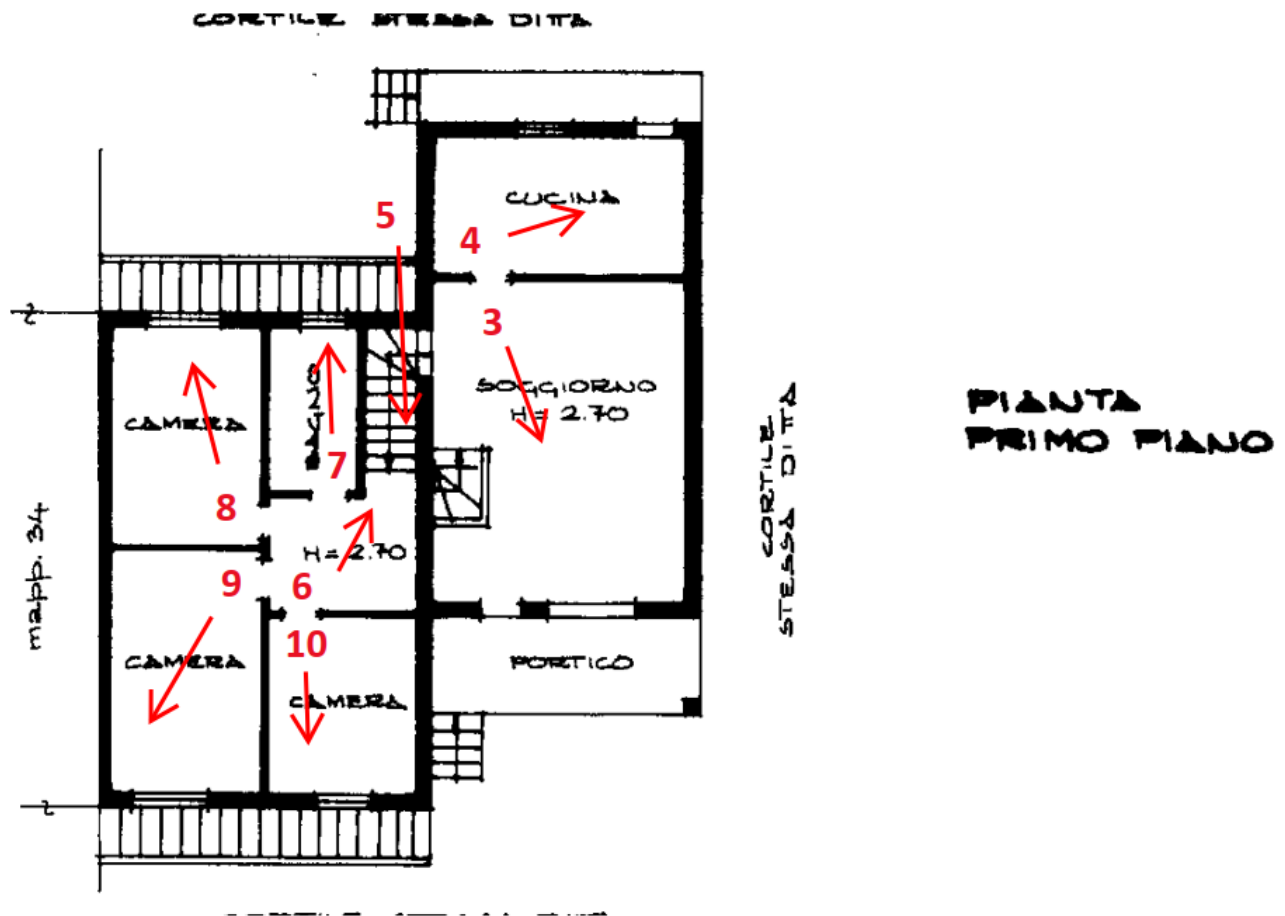 CORTILE STESSA DITTA
CUCINA
5
4
3
SOGGIORNO
H = 2.70
CAMERA
BAGNO
7
8
H = 2.70
9
6
10
CAMERA
CAMERA
PORTICO
mapp. 34
CORTILE
STESSA DITTA
PIANTA
PRIMO PIANO